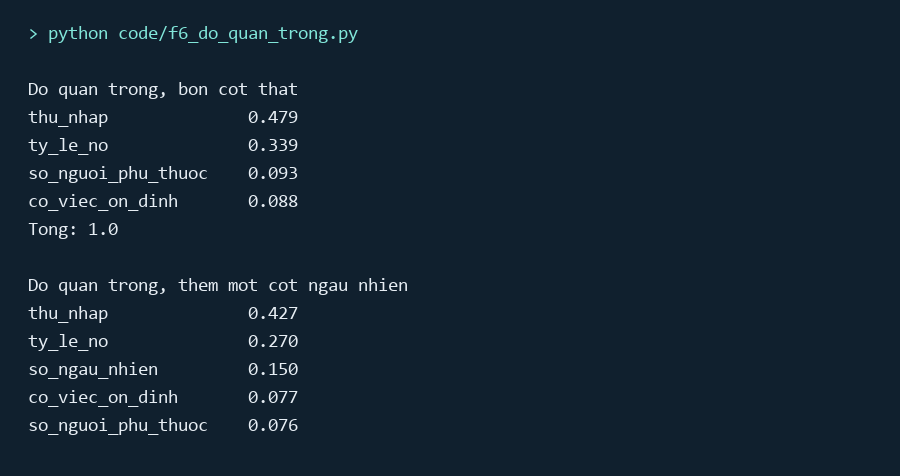 > python code/f6_do_quan_trong.py
Do quan trong, bon cot that
thu_nhap 0.479
ty_le_no 0.339
so_nguoi_phu_thuoc 0.093
co_viec_on_dinh 0.088
Tong: 1.0
Do quan trong, them mot cot ngau nhien
thu_nhap 0.427
ty_le_no 0.270
so_ngau_nhien 0.150
co_viec_on_dinh 0.077
so_nguoi_phu_thuoc 0.076